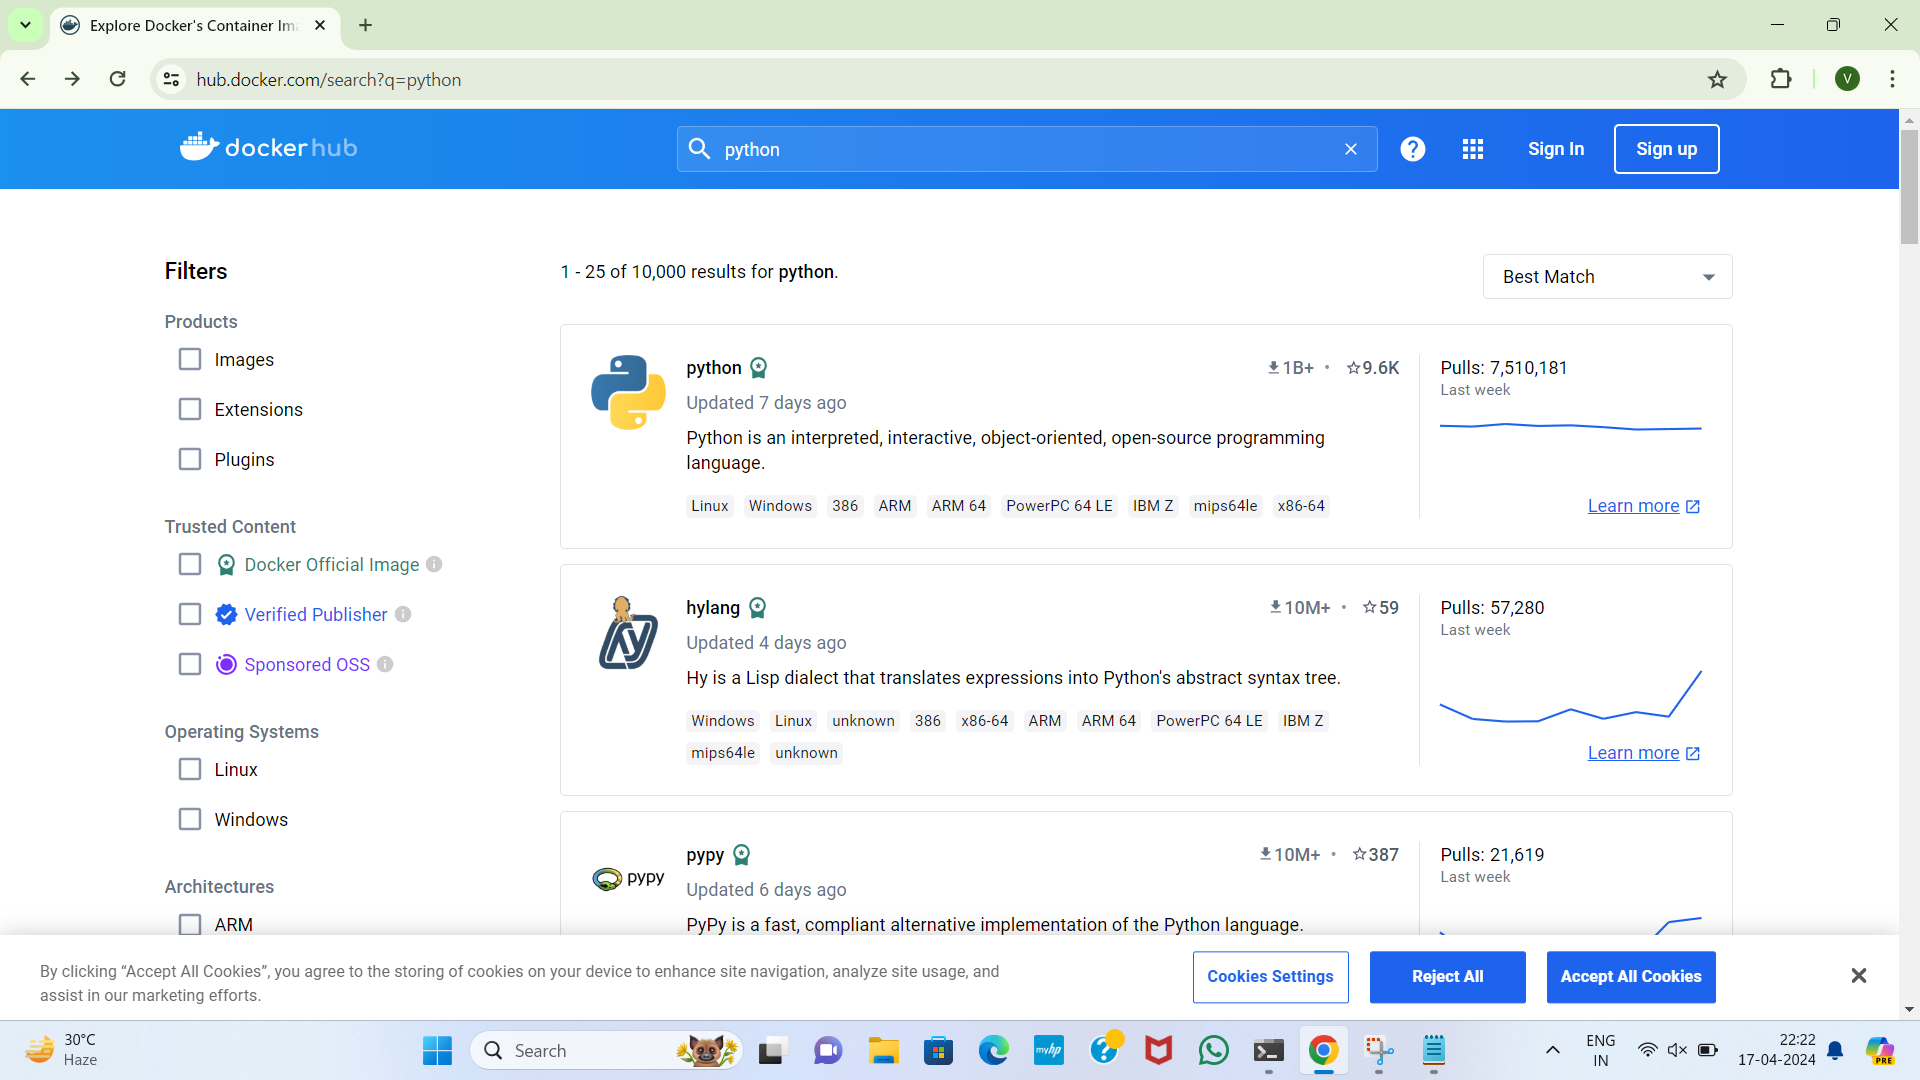 Explore Docker's Container Im
hub.docker.com/search?q=python
V
docker hub
python
Sign In
Sign up
Filters
1 - 25 of 10,000 results for python.
Best Match
Products
Images
Extensions
Plugins
Trusted Content
Docker Official Image
Verified Publisher
Sponsored OSS
Operating Systems
Linux
Windows
Architectures
ARM
python
1B+ • 9.6K
Updated 7 days ago
Python is an interpreted, interactive, object-oriented, open-source programming
language.
Linux Windows 386 ARM ARM 64 PowerPC 64 LE IBM Z mips64le x86-64
Pulls: 7,510,181
Last week
Learn more
hylang
10M+ • 59
Updated 4 days ago
Hy is a Lisp dialect that translates expressions into Python's abstract syntax tree.
Windows Linux unknown 386 x86-64 ARM ARM 64 PowerPC 64 LE IBM Z
mips64le unknown
Pulls: 57,280
Last week
Learn more
pypy
pypy
10M+ • 387
Updated 6 days ago
PyPy is a fast, compliant alternative implementation of the Python language.
Pulls: 21,619
Last week
By clicking “Accept All Cookies”, you agree to the storing of cookies on your device to enhance site navigation, analyze site usage, and
assist in our marketing efforts.
Cookies Settings
Reject All
Accept All Cookies
30°C
Haze
Search
myhp
ENG
IN
22:22
17-04-2024
PRE